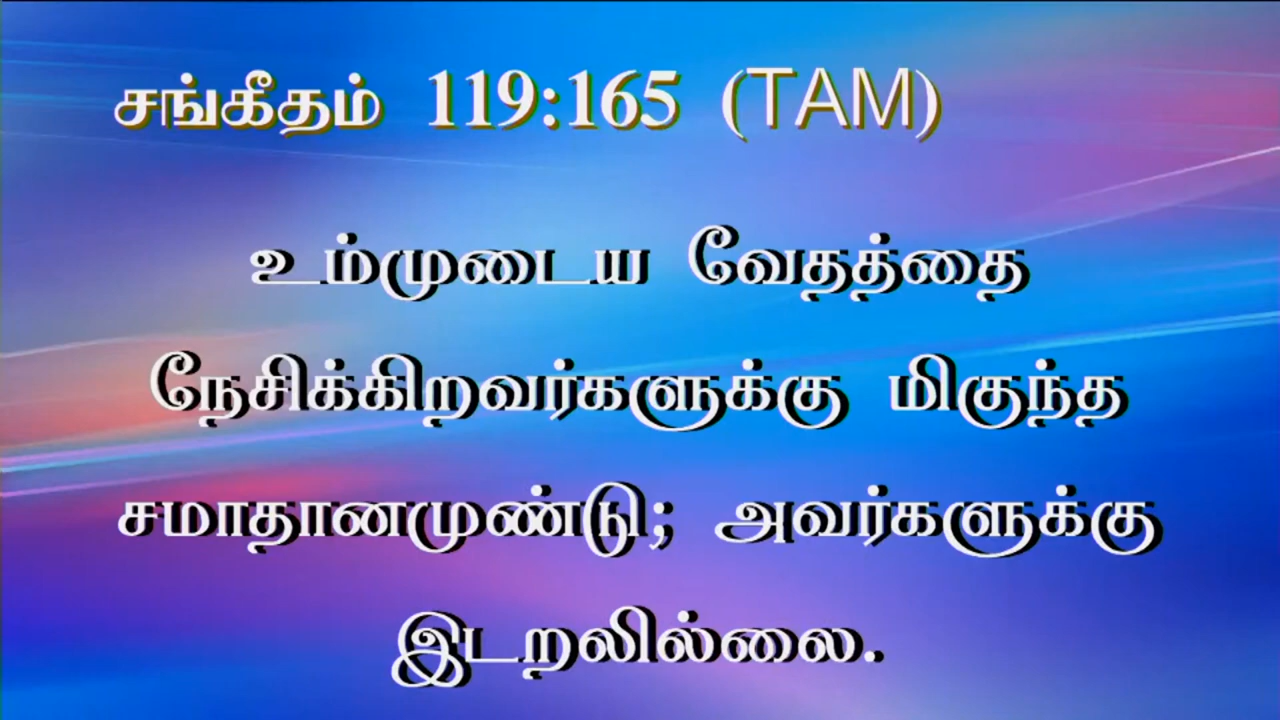 சங்கீதம் 119:165 (TAM)
உம்முடைய வேதத்தை
நேசிக்கிறவர்களுக்கு மிகுந்த
சமாதானமுண்டு; அவர்களுக்கு
இடறலில்லை.